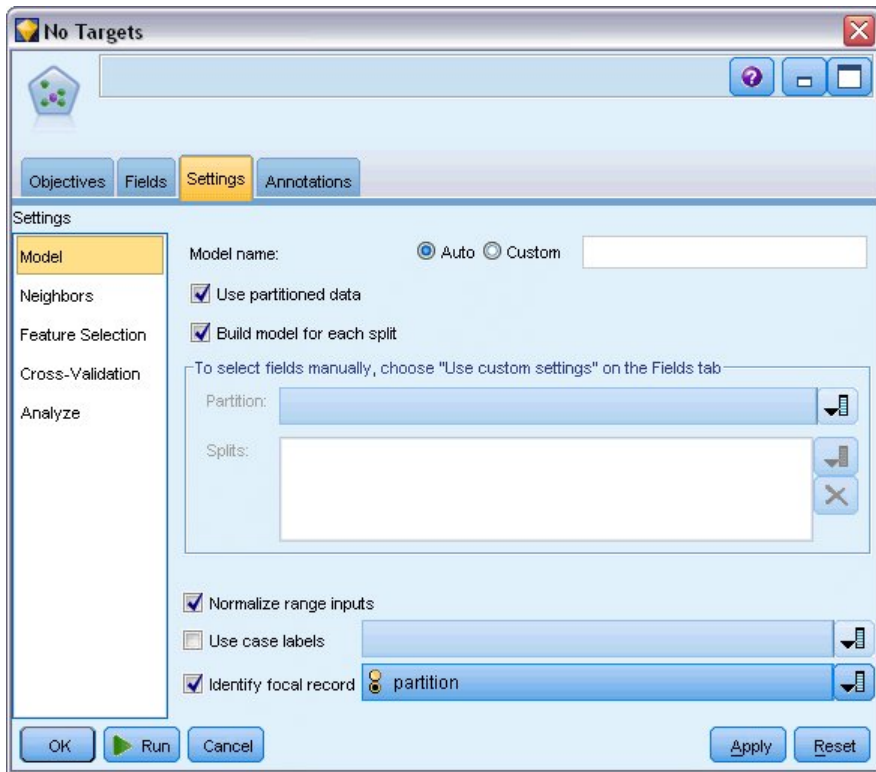 No Targets
Objectives Fields Settings Annotations
Settings
Model
Neighbors
Feature Selection
Cross-Validation
Analyze
Model name: Auto Custom
Use partitioned data
Build model for each split
To select fields manually, choose "Use custom settings" on the Fields tab
Partition:
Splits:
Normalize range inputs
Use case labels
Identify focal record partition
OK Run Cancel Apply Reset